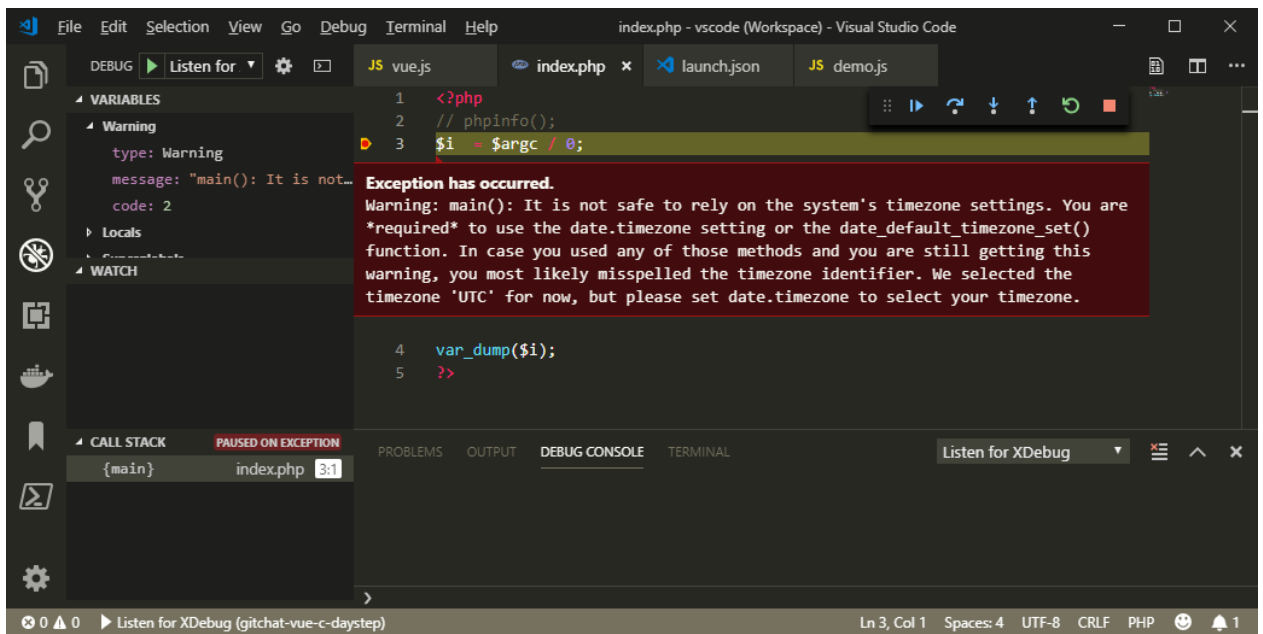 File Edit Selection View Go Debug Terminal Help
index.php - vscode (Workspace) - Visual Studio Code
DEBUG Listen for
JS vue.js
index.php
launch.json
JS demo.js
VARIABLES
Warning
type: Warning
message: "main(): It is not…
code: 2
Locals
WATCH
CALL STACK PAUSED ON EXCEPTION
{main} index.php 3:1
1 <?php
2 // phpinfo();
3 $i = $argc / 0;
Exception has occurred.
Warning: main(): It is not safe to rely on the system's timezone settings. You are
*required* to use the date.timezone setting or the date_default_timezone_set()
function. In case you used any of those methods and you are still getting this
warning, you most likely misspelled the timezone identifier. We selected the
timezone 'UTC' for now, but please set date.timezone to select your timezone.
4 var_dump($i);
5 ?>
PROBLEMS OUTPUT DEBUG CONSOLE TERMINAL
Listen for XDebug
0 0 Listen for XDebug (gitchat-vue-c-daystep)
Ln 3, Col 1 Spaces: 4 UTF-8 CRLF PHP 1